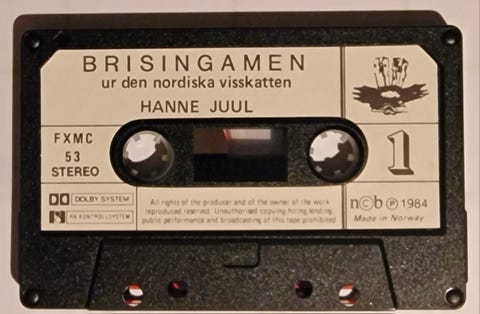 BRISINGAMEN
ur den nordiska visskatten
HANNE JUUL
FXMC
53
STEREO
1
DOLBY SYSTEM
RA KONTROLLSYSTEM
All rights of the producer and of the owner of the work
reproduced reserved. Unauthorised copying, hiring, lending,
public performance and broadcasting of this tape prohibited
n©b ℗ 1984
Made in Norway